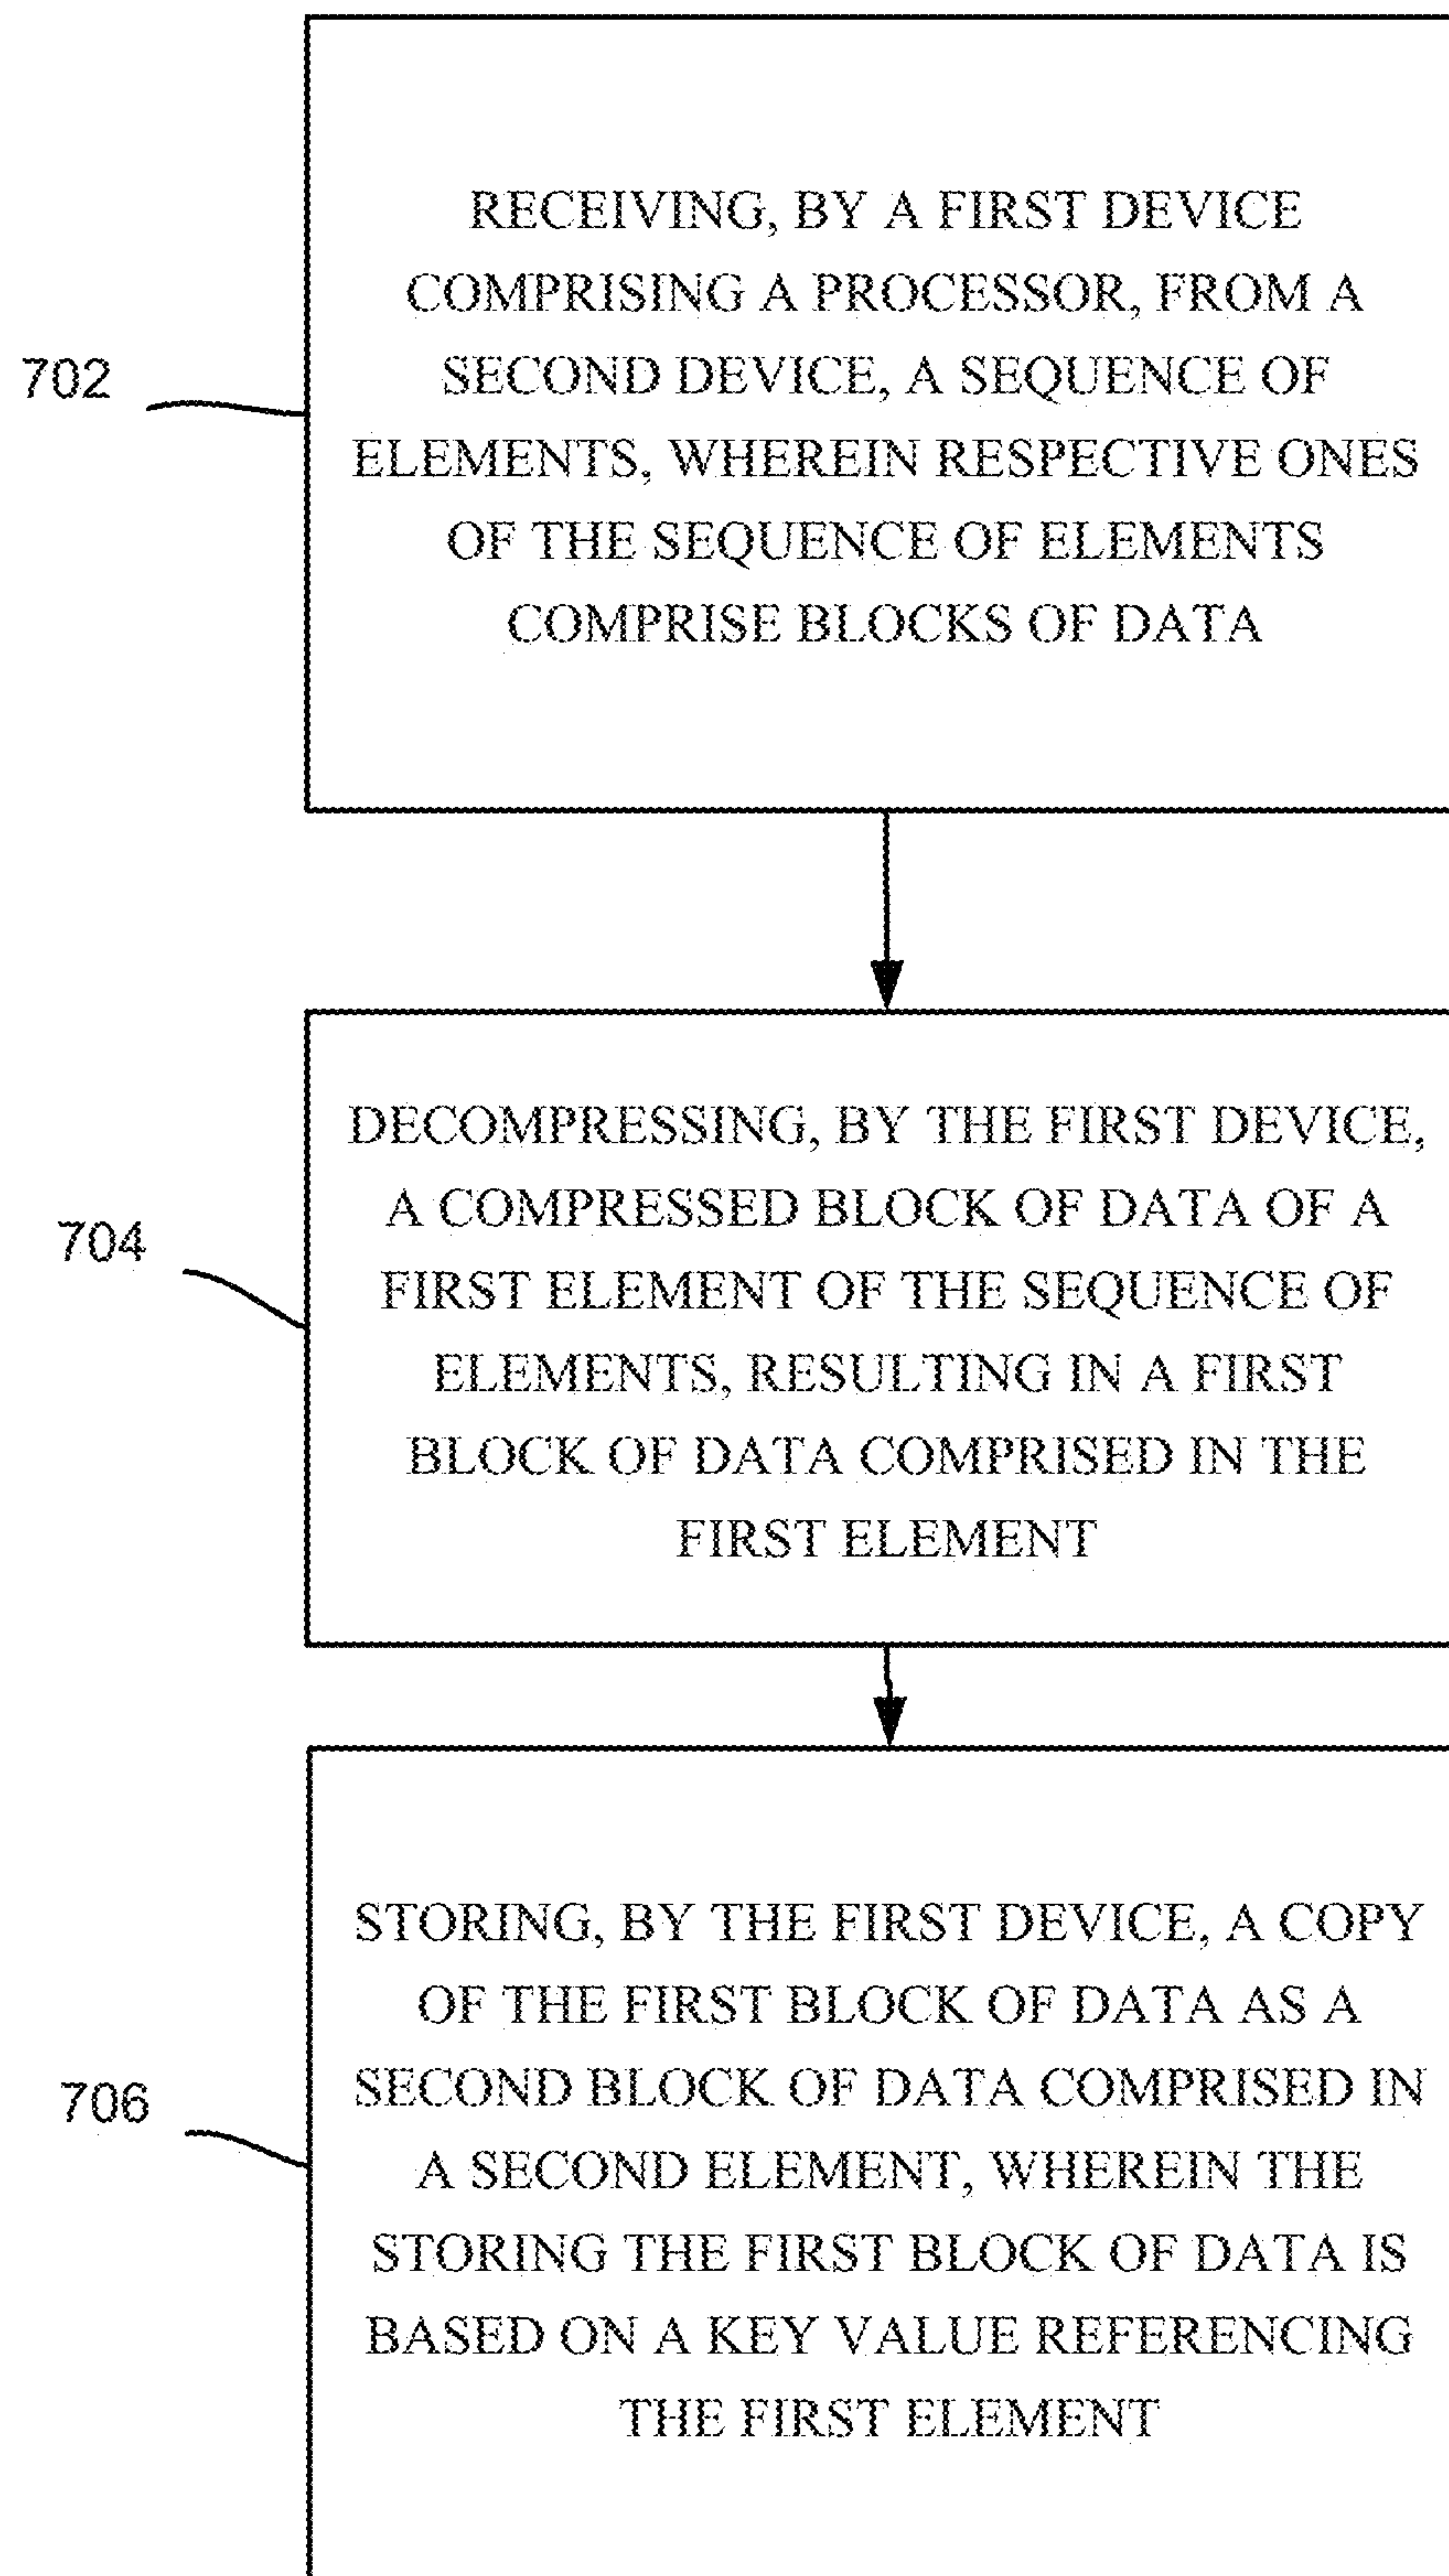 702
RECEIVING, BY A FIRST DEVICE
COMPRISING A PROCESSOR, FROM A
SECOND DEVICE, A SEQUENCE OF
ELEMENTS, WHEREIN RESPECTIVE ONES
OF THE SEQUENCE OF ELEMENTS
COMPRISE BLOCKS OF DATA
704
DECOMPRESSING, BY THE FIRST DEVICE,
A COMPRESSED BLOCK OF DATA OF A
FIRST ELEMENT OF THE SEQUENCE OF
ELEMENTS, RESULTING IN A FIRST
BLOCK OF DATA COMPRISED IN THE
FIRST ELEMENT
706
STORING, BY THE FIRST DEVICE, A COPY
OF THE FIRST BLOCK OF DATA AS A
SECOND BLOCK OF DATA COMPRISED IN
A SECOND ELEMENT, WHEREIN THE
STORING THE FIRST BLOCK OF DATA IS
BASED ON A KEY VALUE REFERENCING
THE FIRST ELEMENT